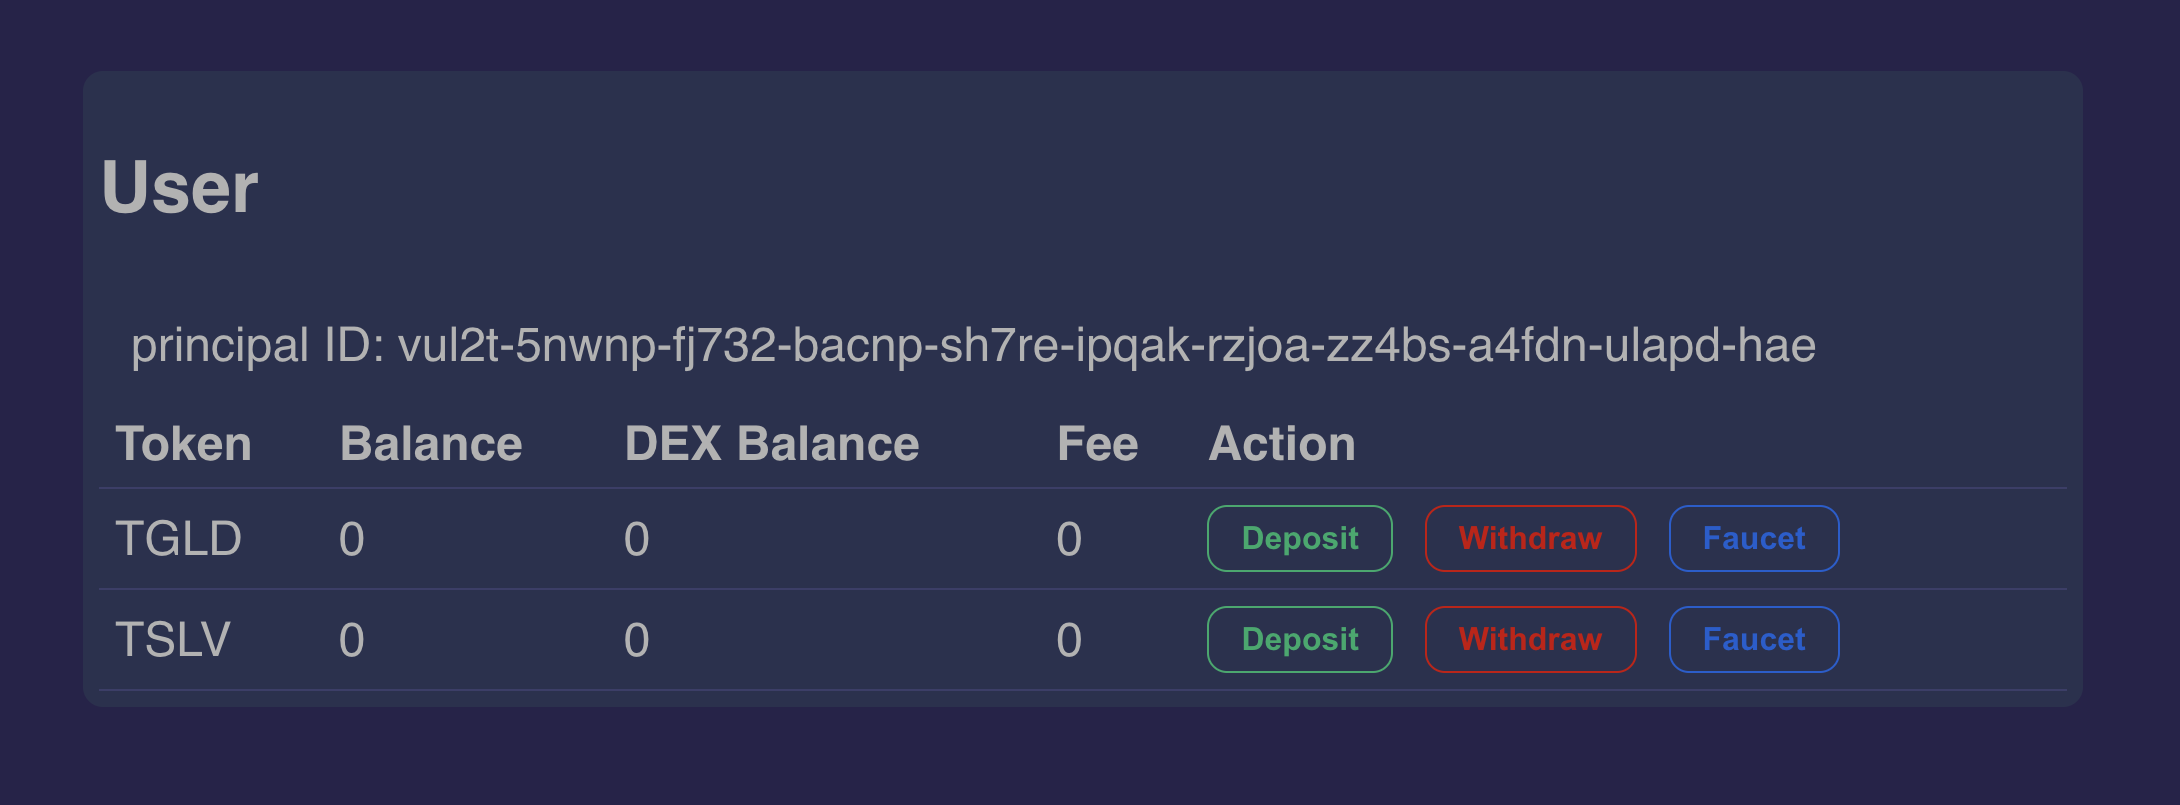 User
principal ID: vul2t-5nwnp-fj732-bacnp-sh7re-ipqak-rzjoa-zz4bs-a4fdn-ulapd-hae
Token Balance DEX Balance Fee Action
TGLD 0 0 0 Deposit Withdraw Faucet
TSLV 0 0 0 Deposit Withdraw Faucet